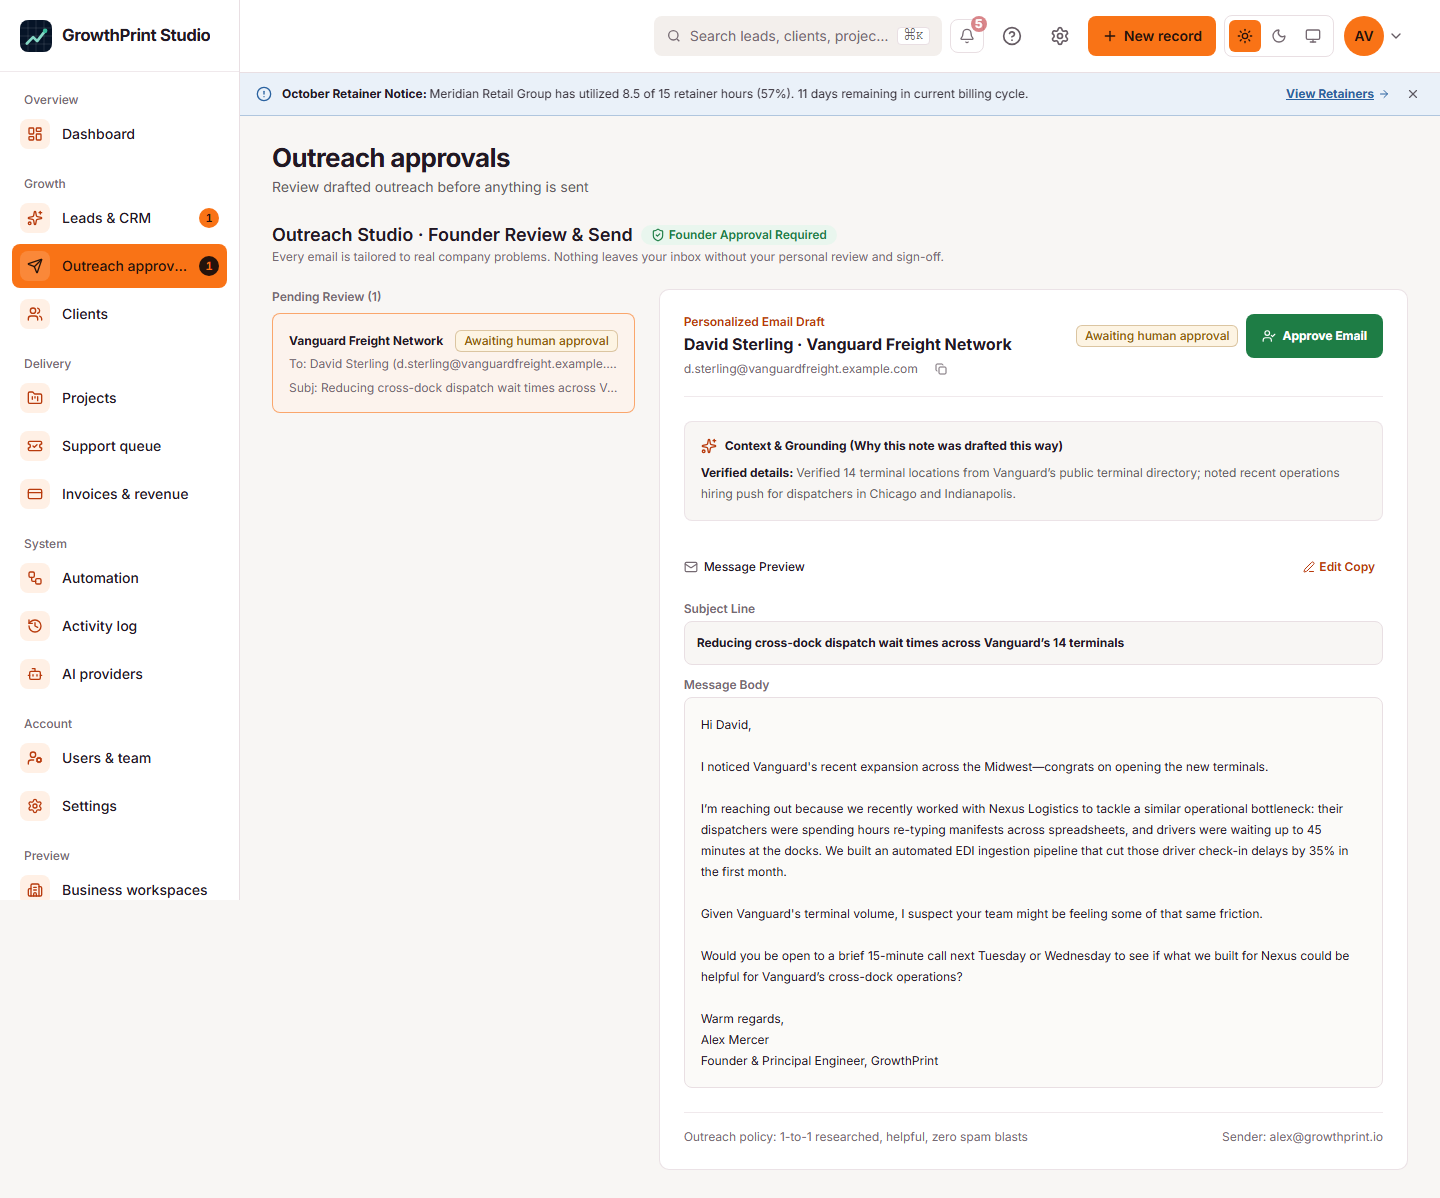 GrowthPrint Studio
Search leads, clients, projec...
⌘K
5
New record
AV
October Retainer Notice: Meridian Retail Group has utilized 8.5 of 15 retainer hours (57%). 11 days remaining in current billing cycle.
View Retainers
Overview
Dashboard
Growth
Leads & CRM
1
Outreach approv...
1
Clients
Delivery
Projects
Support queue
Invoices & revenue
System
Automation
Activity log
AI providers
Account
Users & team
Settings
Preview
Business workspaces
Outreach approvals
Review drafted outreach before anything is sent
Outreach Studio · Founder Review & Send
Founder Approval Required
Every email is tailored to real company problems. Nothing leaves your inbox without your personal review and sign-off.
Pending Review (1)
Vanguard Freight Network
Awaiting human approval
To: David Sterling (d.sterling@vanguardfreight.example....
Subj: Reducing cross-dock dispatch wait times across V...
Personalized Email Draft
David Sterling · Vanguard Freight Network
d.sterling@vanguardfreight.example.com
Awaiting human approval
Approve Email
Context & Grounding (Why this note was drafted this way)
Verified details: Verified 14 terminal locations from Vanguard’s public terminal directory; noted recent operations
hiring push for dispatchers in Chicago and Indianapolis.
Message Preview
Edit Copy
Subject Line
Reducing cross-dock dispatch wait times across Vanguard’s 14 terminals
Message Body
Hi David,
I noticed Vanguard's recent expansion across the Midwest—congrats on opening the new terminals.
I’m reaching out because we recently worked with Nexus Logistics to tackle a similar operational bottleneck: their
dispatchers were spending hours re-typing manifests across spreadsheets, and drivers were waiting up to 45
minutes at the docks. We built an automated EDI ingestion pipeline that cut those driver check-in delays by 35% in
the first month.
Given Vanguard's terminal volume, I suspect your team might be feeling some of that same friction.
Would you be open to a brief 15-minute call next Tuesday or Wednesday to see if what we built for Nexus could be
helpful for Vanguard’s cross-dock operations?
Warm regards,
Alex Mercer
Founder & Principal Engineer, GrowthPrint
Outreach policy: 1-to-1 researched, helpful, zero spam blasts
Sender: alex@growthprint.io